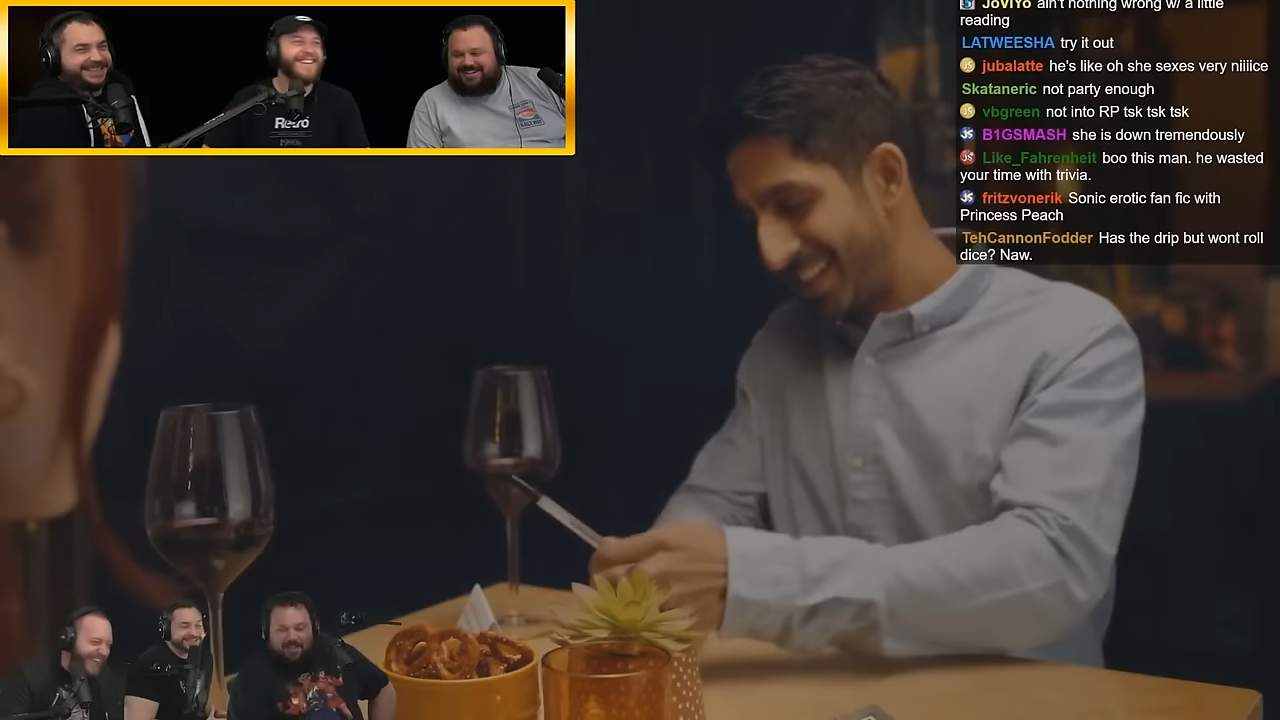 JoviYo ain't nothing wrong w/ a little
reading
LATWEESHA try it out
jubalatte he's like oh she sexes very niiice
Skataneric not party enough
vbgreen not into RP tsk tsk tsk
B1GSMASH she is down tremendously
Like_Fahrenheit boo this man. he wasted
your time with trivia.
fritzvonerik Sonic erotic fan fic with
Princess Peach
TehCannonFodder Has the drip but wont roll
dice? Naw.
Retro
1980s